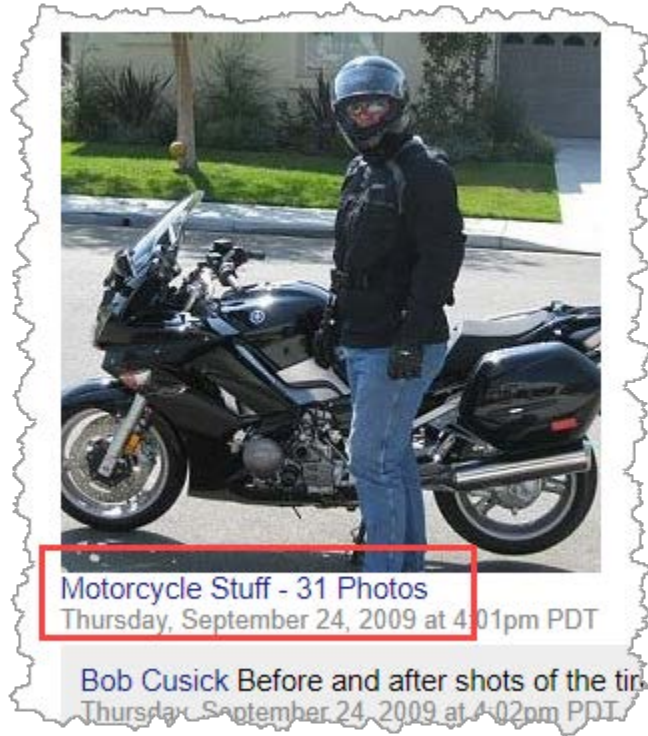 Motorcycle Stuff - 31 Photos
Thursday, September 24, 2009 at 4:01pm PDT
Bob Cusick Before and after shots of the
Thursday, September 24, 2009 at 4:02pm PDT